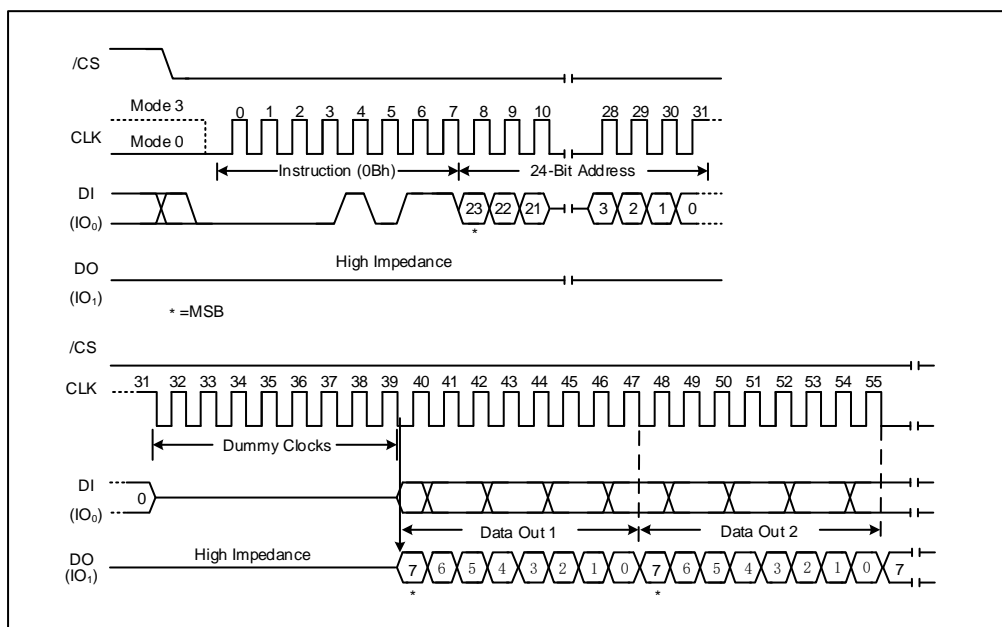 /CS
Mode 3
0 1 2 3 4 5 6 7 8 9 10 28 29 30 31
CLK
Mode 0
Instruction (0Bh)
24-Bit Address
DI
(IO₀)
23 22 21 3 2 1 0
*
High Impedance
DO
(IO₁)
* =MSB
/CS
CLK
31 32 33 34 35 36 37 38 39 40 41 42 43 44 45 46 47 48 49 50 51 52 53 54 55
Dummy Clocks
DI
(IO₀)
0
Data Out 1
Data Out 2
High Impedance
DO
(IO₁)
7 6 5 4 3 2 1 0 7 6 5 4 3 2 1 0 7
* *